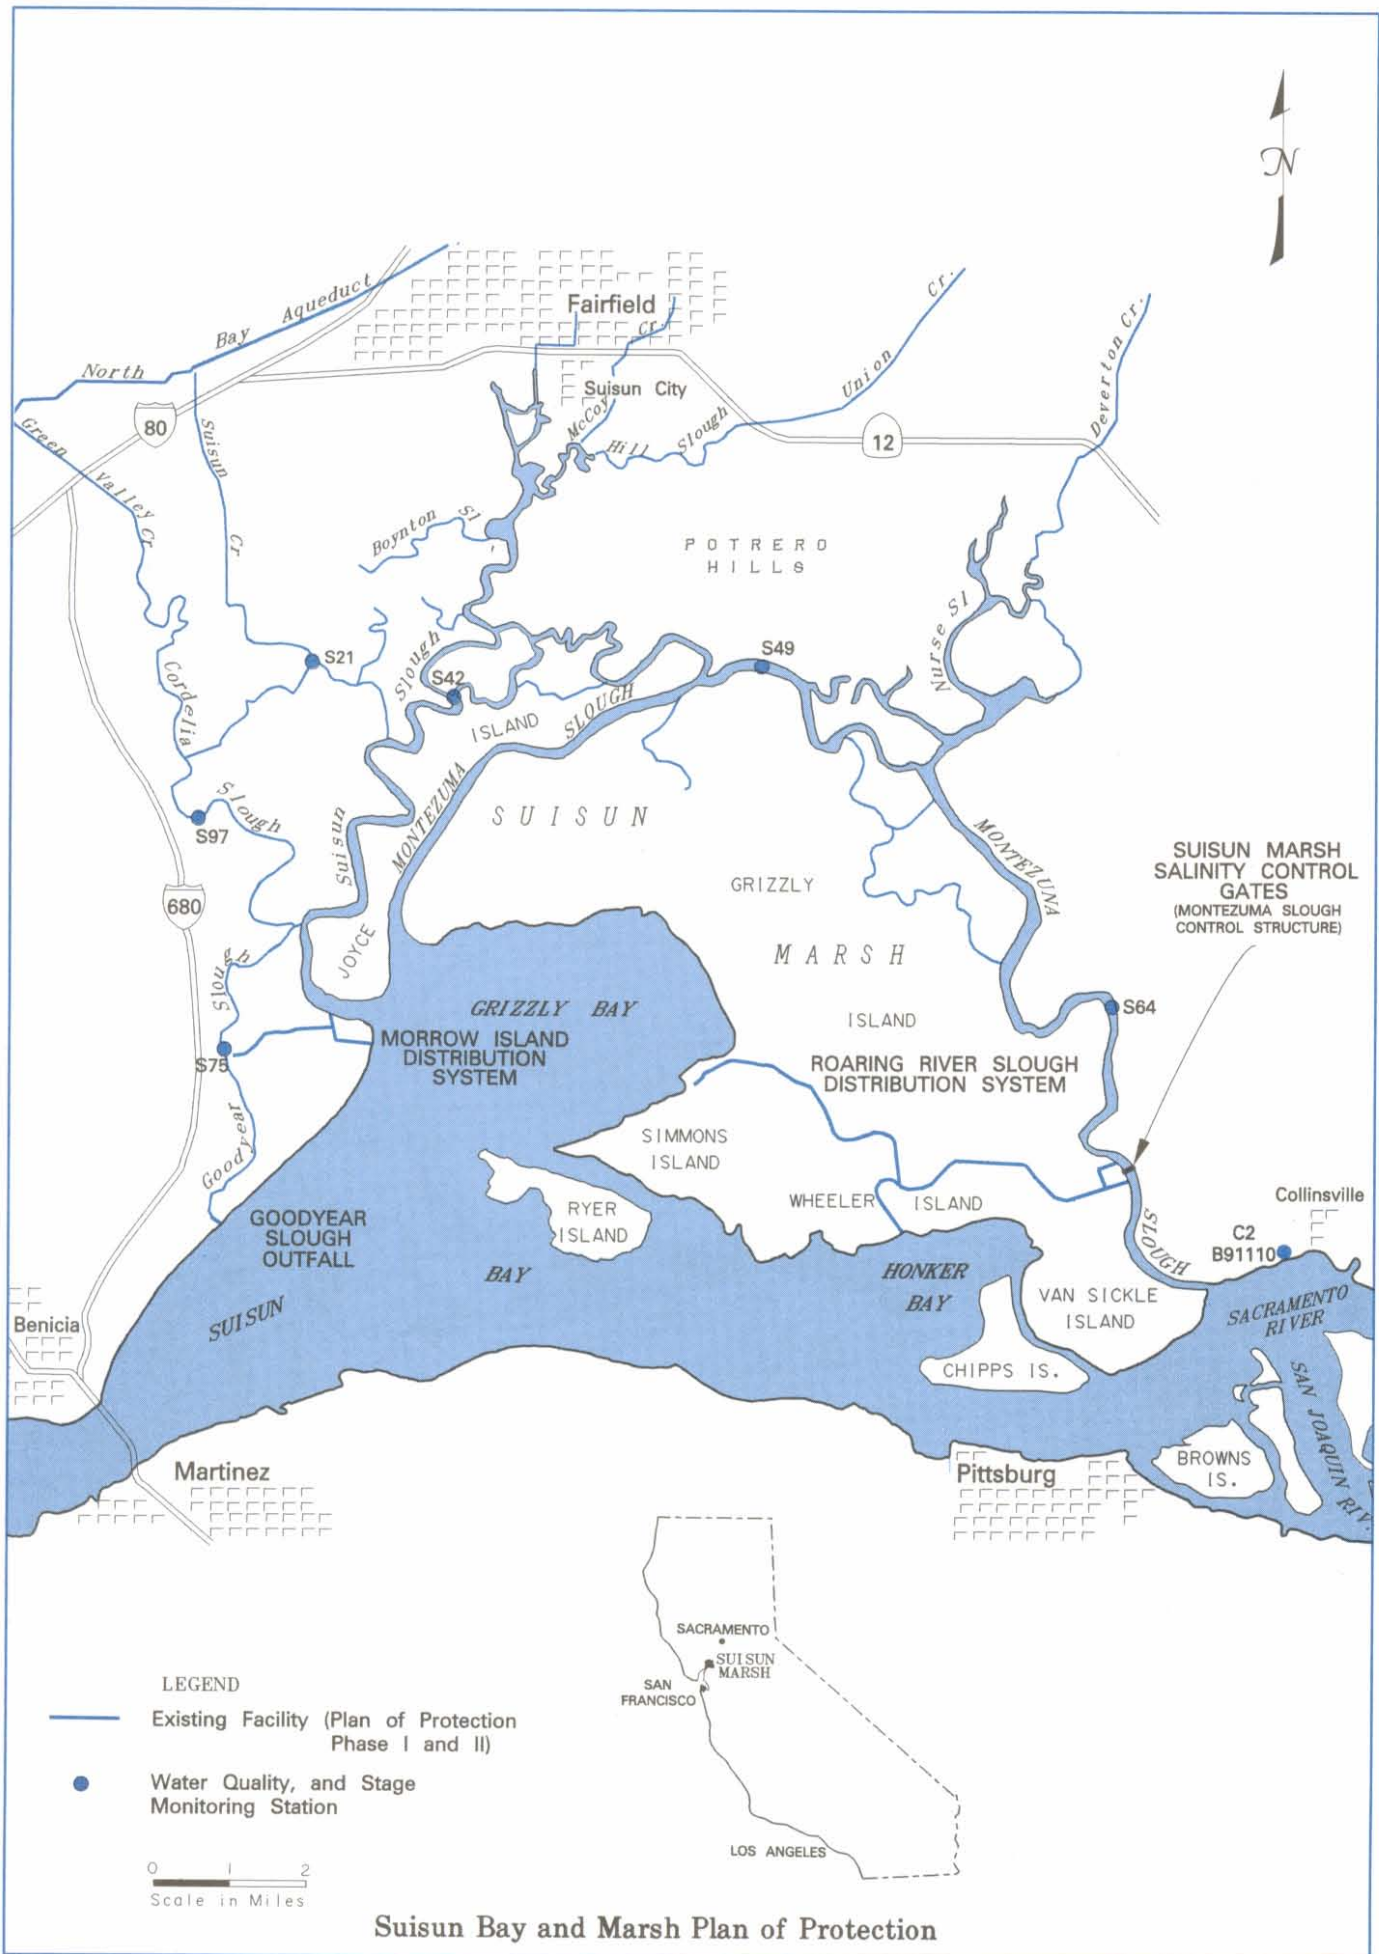 N
North Bay Aqueduct
Fairfield
Cr.
McCoy
Suisun City
80
12
Green Valley Cr
Suisun Cr
Hill Slough
Union Cr.
Deverton Cr.
Boynton Sl
POTRERO
HILLS
Nurse Sl
S21
S42
S49
Slough
Cordelia
Slough
S97
ISLAND
MONTEZUMA SLOUGH
Suisun
SUISUN
MONTEZUNA
GRIZZLY
MARSH
ISLAND
SUISUN MARSH
SALINITY CONTROL
GATES
(MONTEZUMA SLOUGH
CONTROL STRUCTURE)
680
JOYCE
Slough
GRIZZLY BAY
S64
S75
MORROW ISLAND
DISTRIBUTION
SYSTEM
ROARING RIVER SLOUGH
DISTRIBUTION SYSTEM
Goodyear
SIMMONS
ISLAND
WHEELER ISLAND
RYER
ISLAND
GOODYEAR
SLOUGH
OUTFALL
SLOUGH
Collinsville
C2
B91110
SUISUN
BAY
HONKER
BAY
VAN SICKLE
ISLAND
SACRAMENTO
RIVER
Benicia
CHIPPS IS.
SAN JOAQUIN RIV.
BROWNS
IS.
Martinez
Pittsburg
SACRAMENTO
SUISUN
MARSH
SAN
FRANCISCO
LOS ANGELES
LEGEND
Existing Facility (Plan of Protection
Phase I and II)
Water Quality, and Stage
Monitoring Station
0 1 2
Scale in Miles
Suisun Bay and Marsh Plan of Protection